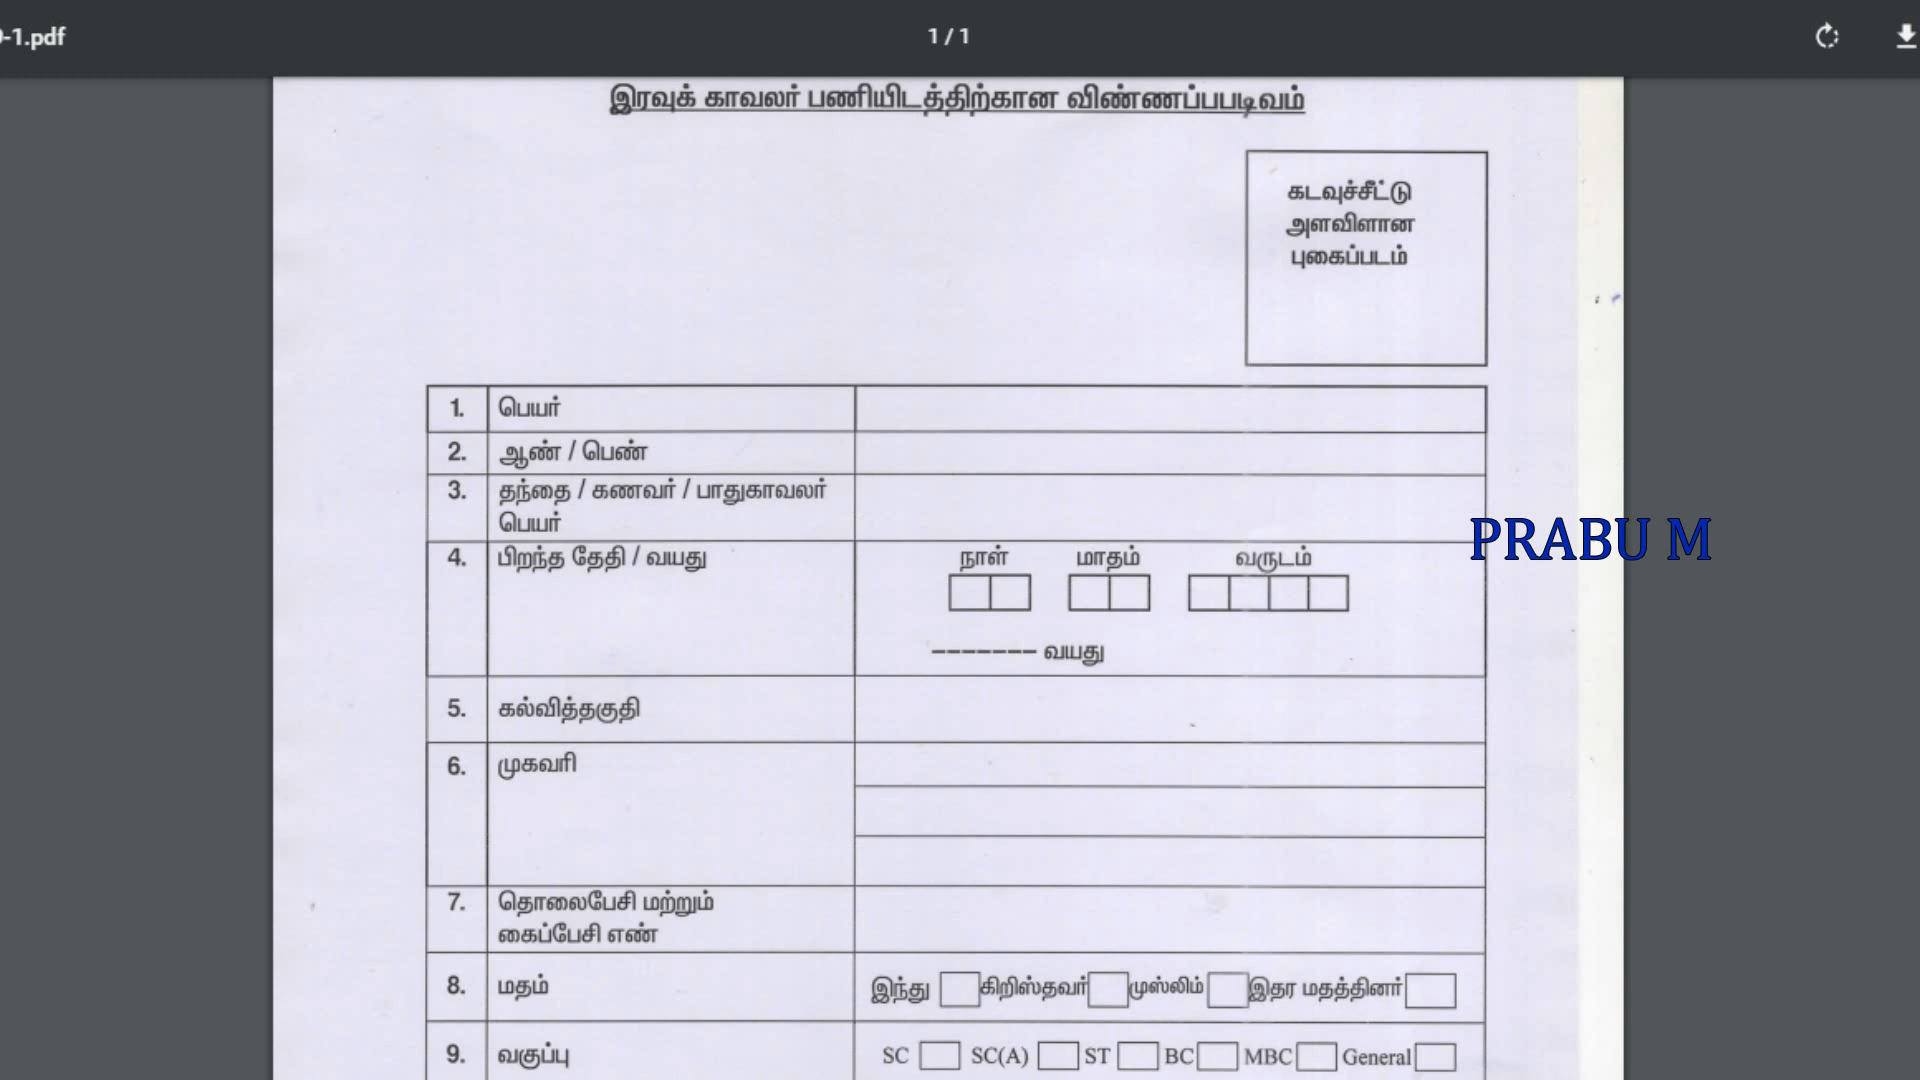 9-1.pdf
1 / 1
இரவுக் காவலர் பணியிடத்திற்கான விண்ணப்பபடிவம்
கடவுச்சீட்டு
அளவிளான
புகைப்படம்
1. பெயர்
2. ஆண் / பெண்
3. தந்தை / கணவர் / பாதுகாவலர்
பெயர்
PRABU M
4. பிறந்த தேதி / வயது நாள் மாதம் வருடம்
------- வயது
5. கல்வித்தகுதி
6. முகவரி
7. தொலைபேசி மற்றும்
கைப்பேசி எண்
8. மதம் இந்து கிறிஸ்தவர் முஸ்லிம் இதர மதத்தினர்
9. வகுப்பு SC SC(A) ST BC MBC General